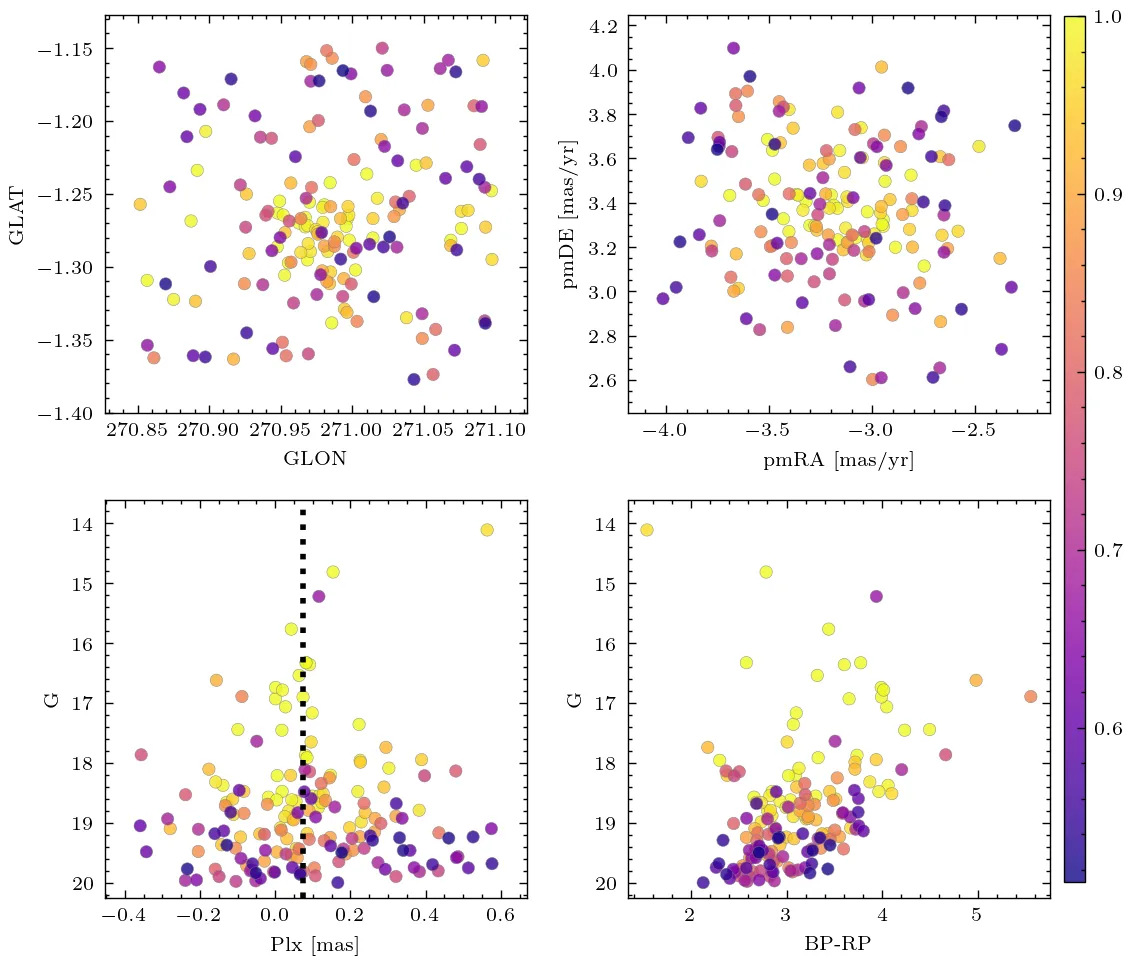 −1.15
−1.20
−1.25
−1.30
−1.35
−1.40
GLAT
270.85 270.90 270.95 271.00 271.05 271.10
GLON
4.2
4.0
3.8
3.6
3.4
3.2
3.0
2.8
2.6
pmDE [mas/yr]
−4.0 −3.5 −3.0 −2.5
pmRA [mas/yr]
14
15
16
17
18
19
20
G
−0.4 −0.2 0.0 0.2 0.4 0.6
Plx [mas]
14
15
16
17
18
19
20
G
2 3 4 5
BP-RP
1.0
0.9
0.8
0.7
0.6